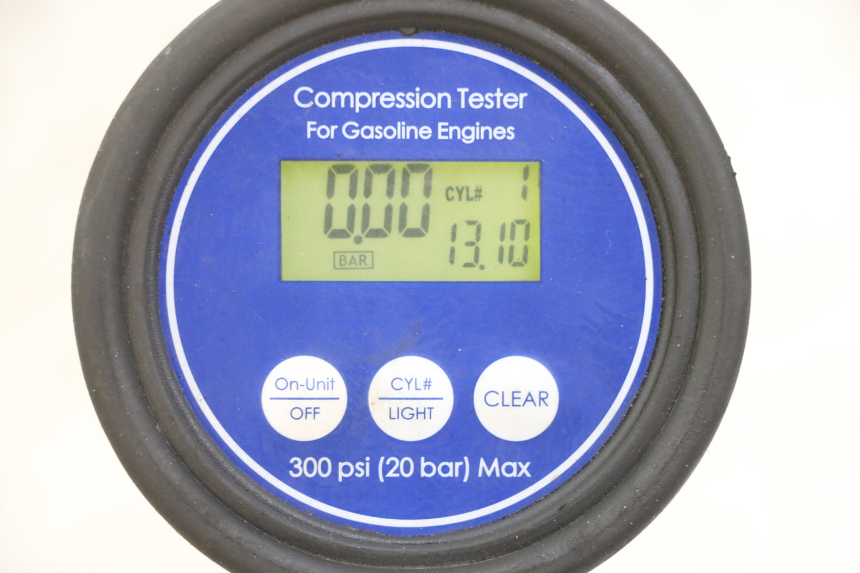 Compression Tester
For Gasoline Engines
0.00 CYL# 1
BAR 13.10
On-Unit
OFF
CYL#
LIGHT
CLEAR
300 psi (20 bar) Max